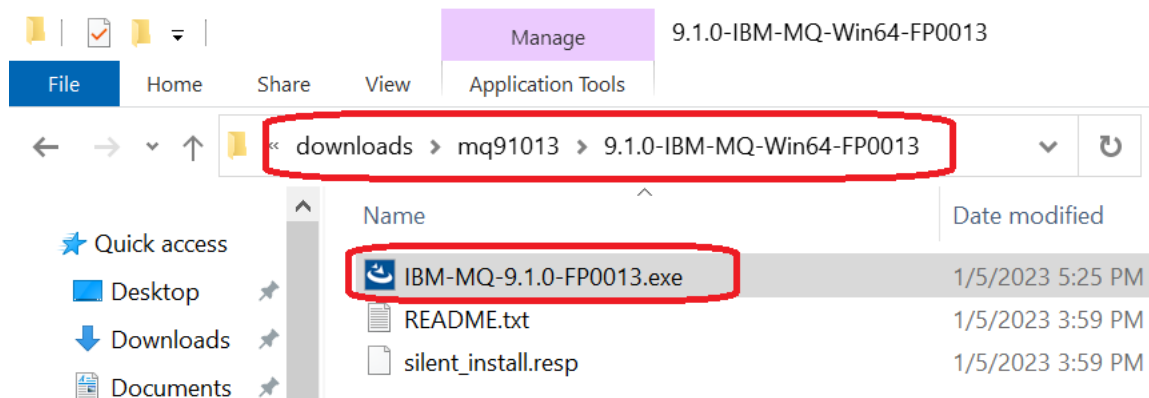 Manage 9.1.0-IBM-MQ-Win64-FP0013
File Home Share View Application Tools
« downloads > mq91013 > 9.1.0-IBM-MQ-Win64-FP0013
Name Date modified
Quick access
IBM-MQ-9.1.0-FP0013.exe 1/5/2023 5:25 PM
Desktop
README.txt 1/5/2023 3:59 PM
Downloads
silent_install.resp 1/5/2023 3:59 PM
Documents